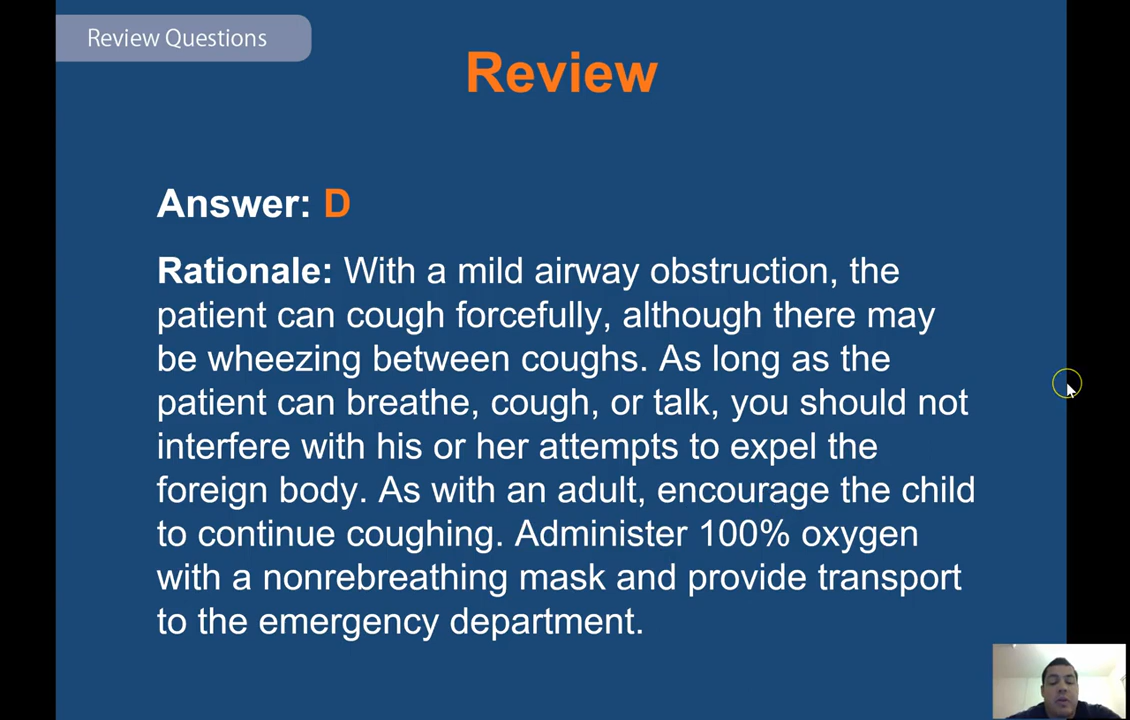 Review Questions
Review
Answer: D
Rationale: With a mild airway obstruction, the
patient can cough forcefully, although there may
be wheezing between coughs. As long as the
patient can breathe, cough, or talk, you should not
interfere with his or her attempts to expel the
foreign body. As with an adult, encourage the child
to continue coughing. Administer 100% oxygen
with a nonrebreathing mask and provide transport
to the emergency department.